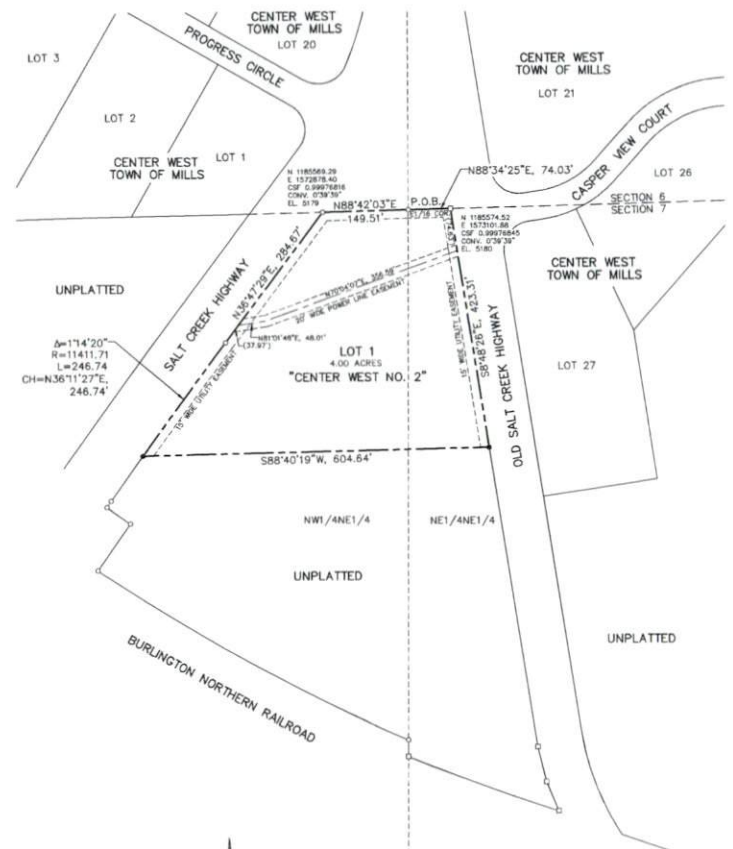 CENTER WEST
TOWN OF MILLS
LOT 20
PROGRESS CIRCLE
LOT 3
CENTER WEST
TOWN OF MILLS
LOT 21
LOT 2
CENTER WEST
TOWN OF MILLS
LOT 1
CASPER VIEW COURT
LOT 26
N 1185569.29
E 1572878.40
CSF 0.99976816
CONV. 0°39'39"
EL. 5179
N88°42'03"E
149.51'
P.O.B.
N88°34'25"E, 74.03'
SECTION 6
SECTION 7
N 1185574.52
E 1573101.88
CSF 0.99976845
CONV. 0°39'39"
EL. 5180
CENTER WEST
TOWN OF MILLS
UNPLATTED
SALT CREEK HIGHWAY
N36°47'29"E, 284.67'
20' WIDE POWER LINE EASEMENT
N81°01'48"E, 48.01'
(37.97')
Δ=1°14'20"
R=11411.71
L=246.74
CH=N36°11'27"E,
246.74'
15' WIDE UTILITY EASEMENT
LOT 1
4.00 ACRES
"CENTER WEST NO. 2"
15' WIDE UTILITY EASEMENT
S8°48'26"E, 423.31'
OLD SALT CREEK HIGHWAY
LOT 27
S88°40'19"W, 604.64'
NW1/4NE1/4
NE1/4NE1/4
UNPLATTED
UNPLATTED
BURLINGTON NORTHERN RAILROAD